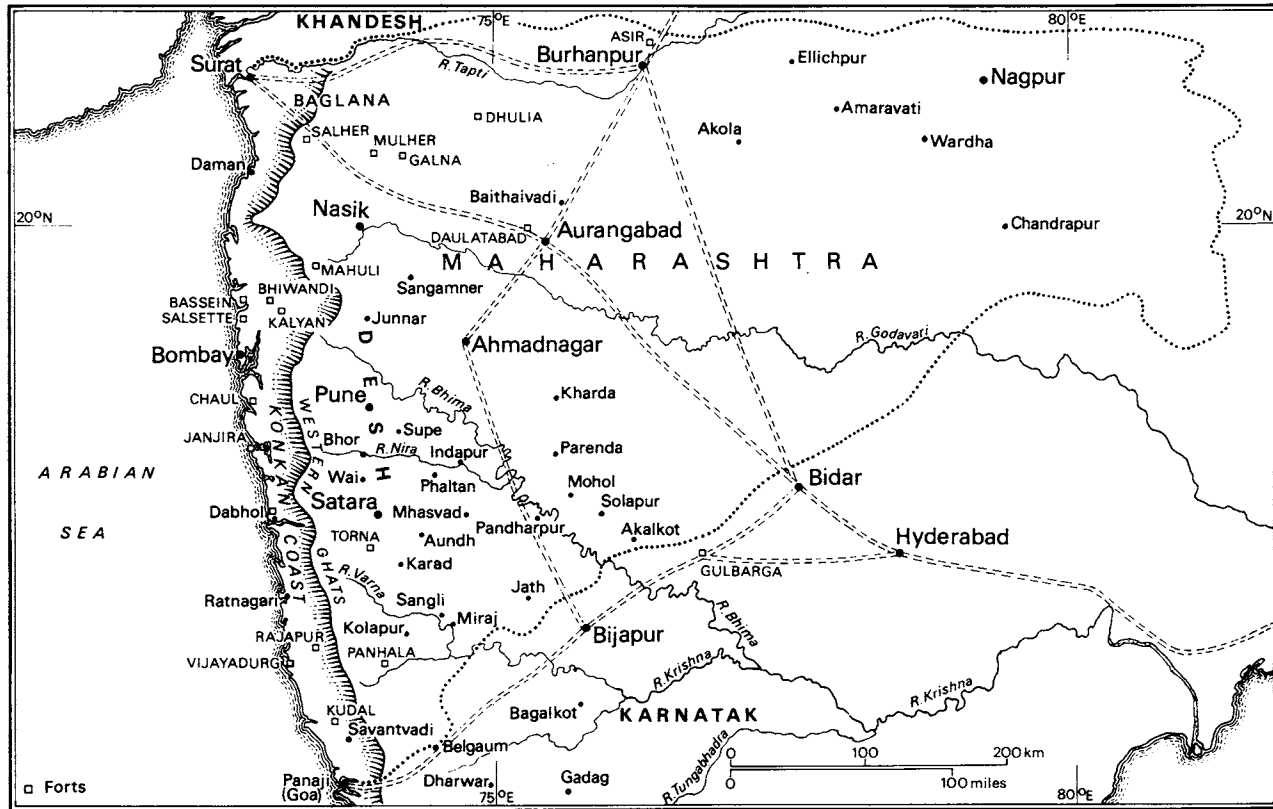 KHANDESH
75°E
80°E
ASIR
Surat
Burhanpur
R. Tapti
Ellichpur
Nagpur
BAGLANA
DHULIA
Amaravati
SALHER
MULHER
GALNA
Akola
Wardha
Daman
Baithaivadi
20°N
Nasik
DAULATABAD
Aurangabad
Chandrapur
20°N
MAHARASHTRA
MAHULI
Sangamner
BHIWANDI
BASSEIN
SALSETTE
KALYAN
Junnar
Bombay
Ahmadnagar
R. Godavari
DESH
R. Bhima
CHAUL
Pune
Kharda
KONKAN COAST
WESTERN GHATS
JANJIRA
Bhor
Supe
R. Nira
Indapur
Parenda
ARABIAN
SEA
Wai
Phaltan
Mohol
Bidar
Satara
Mhasvad
Solapur
Dabhol
Pandharpur
Akalkot
TORNA
Aundh
Hyderabad
Karad
GULBARGA
R. Varna
Jath
Ratnagari
Sangli
Miraj
Kolapur
Bijapur
R. Bhima
RAJAPUR
PANHALA
VIJAYADURG
R. Krishna
R. Krishna
KUDAL
Bagalkot
KARNATAK
Savantvadi
Belgaum
R. Tungabhadra
0 100 200 km
0 100 miles
Panaji
(Goa)
Dharwar
Gadag
Forts
75°E
80°E